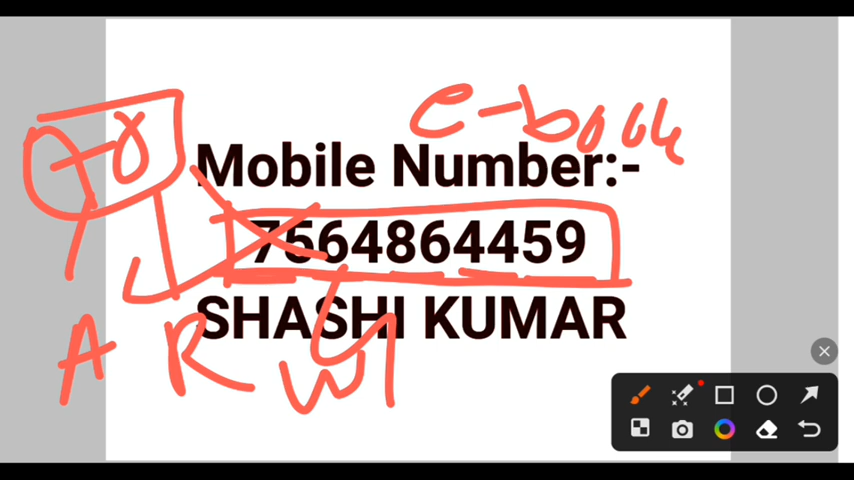 e-book
Mobile Number:-
7564864459
SHASHI KUMAR
A R